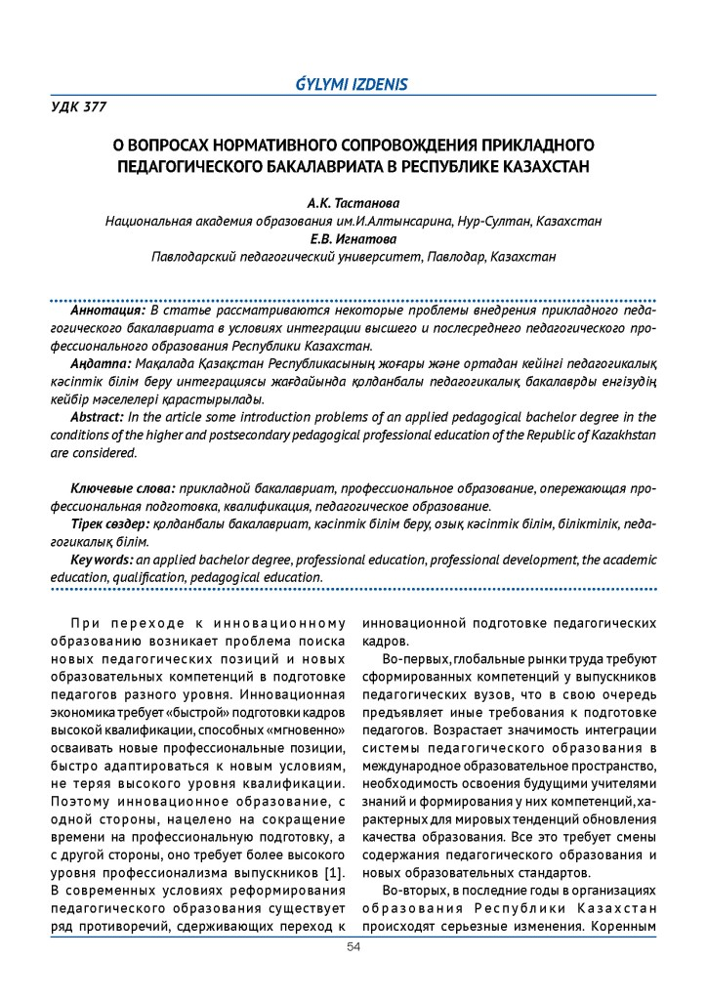 ǴYLYMI IZDENIS
УДК 377
О ВОПРОСАХ НОРМАТИВНОГО СОПРОВОЖДЕНИЯ ПРИКЛАДНОГО
ПЕДАГОГИЧЕСКОГО БАКАЛАВРИАТА В РЕСПУБЛИКЕ КАЗАХСТАН
А.К. Тастанова
Национальная академия образования им.И.Алтынсарина, Нур-Султан, Казахстан
Е.В. Игнатова
Павлодарский педагогический университет, Павлодар, Казахстан
Аннотация: В статье рассматриваются некоторые проблемы внедрения прикладного педа-
гогического бакалавриата в условиях интеграции высшего и послесреднего педагогического про-
фессионального образования Республики Казахстан.
Аңдатпа: Мақалада Қазақстан Республикасының жоғары және ортадан кейінгі педагогикалық
кәсіптік білім беру интеграциясы жағдайында қолданбалы педагогикалық бакалаврды енгізудің
кейбір мәселелері қарастырылады.
Abstract: In the article some introduction problems of an applied pedagogical bachelor degree in the
conditions of the higher and postsecondary pedagogical professional education of the Republic of Kazakhstan
are considered.
Ключевые слова: прикладной бакалавриат, профессиональное образование, опережающая про-
фессиональная подготовка, квалификация, педагогическое образование.
Тірек сөздер: қолданбалы бакалавриат, кәсіптік білім беру, озық кәсіптік білім, біліктілік, педа-
гогикалық білім.
Key words: an applied bachelor degree, professional education, professional development, the academic
education, qualification, pedagogical education.
При переходе к инновационному
образованию возникает проблема поиска
новых педагогических позиций и новых
образовательных компетенций в подготовке
педагогов разного уровня. Инновационная
экономика требует «быстрой» подготовки кадров
высокой квалификации, способных «мгновенно»
осваивать новые профессиональные позиции,
быстро адаптироваться к новым условиям,
не теряя высокого уровня квалификации.
Поэтому инновационное образование, с
одной стороны, нацелено на сокращение
времени на профессиональную подготовку, а
с другой стороны, оно требует более высокого
уровня профессионализма выпускников [1].
В современных условиях реформирования
педагогического образования существует
ряд противоречий, сдерживающих переход к
инновационной подготовке педагогических
кадров.
Во-первых, глобальные рынки труда требуют
сформированных компетенций у выпускников
педагогических вузов, что в свою очередь
предъявляет иные требования к подготовке
педагогов. Возрастает значимость интеграции
системы педагогического образования в
международное образовательное пространство,
необходимость освоения будущими учителями
знаний и формирования у них компетенций, ха-
рактерных для мировых тенденций обновления
качества образования. Все это требует смены
содержания педагогического образования и
новых образовательных стандартов.
Во-вторых, в последние годы в организациях
образования Республики Казахстан
происходят серьезные изменения. Коренным
54